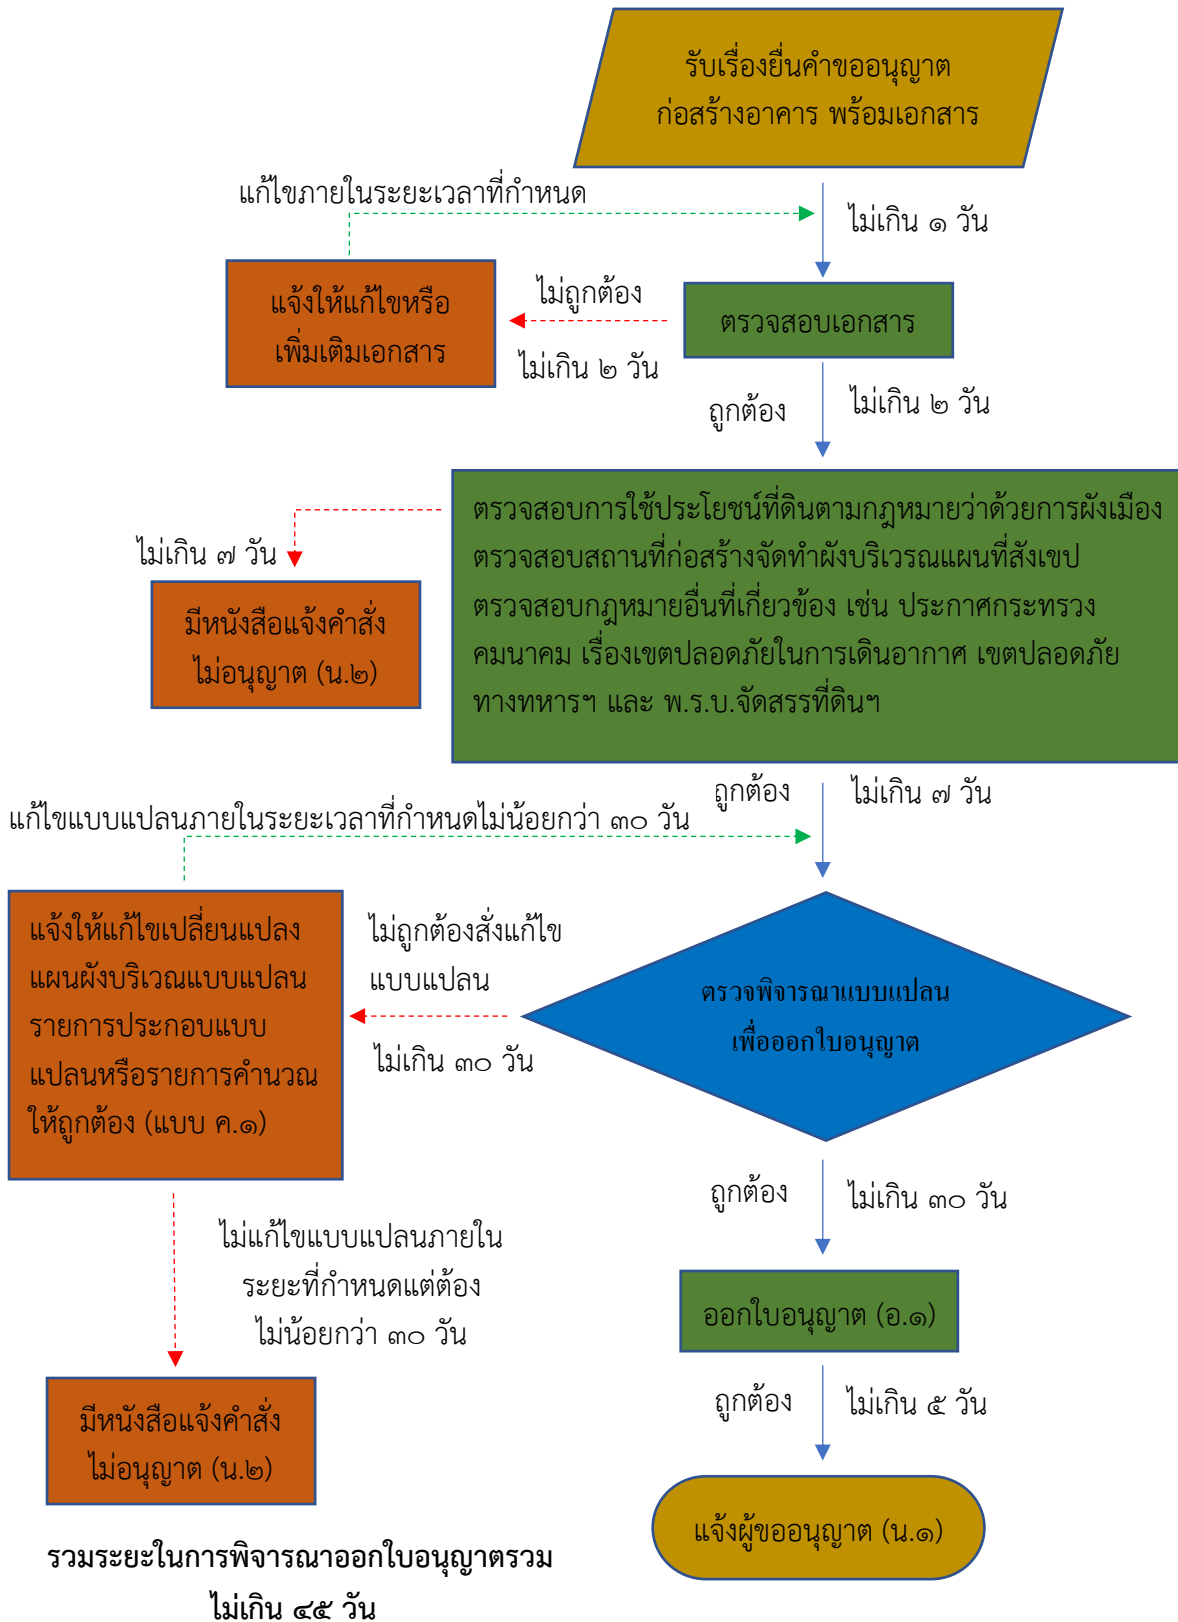 รับเรื่องยื่นคำขออนุญาต
ก่อสร้างอาคาร พร้อมเอกสาร
แก้ไขภายในระยะเวลาที่กำหนด
ไม่เกิน ๑ วัน
แจ้งให้แก้ไขหรือ
เพิ่มเติมเอกสาร
ไม่ถูกต้อง
ไม่เกิน ๒ วัน
ตรวจสอบเอกสาร
ถูกต้อง
ไม่เกิน ๒ วัน
ตรวจสอบการใช้ประโยชน์ที่ดินตามกฎหมายว่าด้วยการผังเมือง
ตรวจสอบสถานที่ก่อสร้างจัดทำผังบริเวรณแผนที่สังเขป
ตรวจสอบกฎหมายอื่นที่เกี่ยวข้อง เช่น ประกาศกระทรวง
คมนาคม เรื่องเขตปลอดภัยในการเดินอากาศ เขตปลอดภัย
ทางทหารฯ และ พ.ร.บ.จัดสรรที่ดินฯ
ไม่เกิน ๗ วัน
มีหนังสือแจ้งคำสั่ง
ไม่อนุญาต (น.๒)
ถูกต้อง
ไม่เกิน ๗ วัน
แก้ไขแบบแปลนภายในระยะเวลาที่กำหนดไม่น้อยกว่า ๓๐ วัน
แจ้งให้แก้ไขเปลี่ยนแปลง
แผนผังบริเวณแบบแปลน
รายการประกอบแบบ
แปลนหรือรายการคำนวณ
ให้ถูกต้อง (แบบ ค.๑)
ไม่ถูกต้องสั่งแก้ไข
แบบแปลน
ไม่เกิน ๓๐ วัน
ตรวจพิจารณาแบบแปลน
เพื่อออกใบอนุญาต
ถูกต้อง
ไม่เกิน ๓๐ วัน
ไม่แก้ไขแบบแปลนภายใน
ระยะที่กำหนดแต่ต้อง
ไม่น้อยกว่า ๓๐ วัน
ออกใบอนุญาต (อ.๑)
ถูกต้อง
ไม่เกิน ๕ วัน
มีหนังสือแจ้งคำสั่ง
ไม่อนุญาต (น.๒)
แจ้งผู้ขออนุญาต (น.๑)
รวมระยะในการพิจารณาออกใบอนุญาตรวม
ไม่เกิน ๔๕ วัน